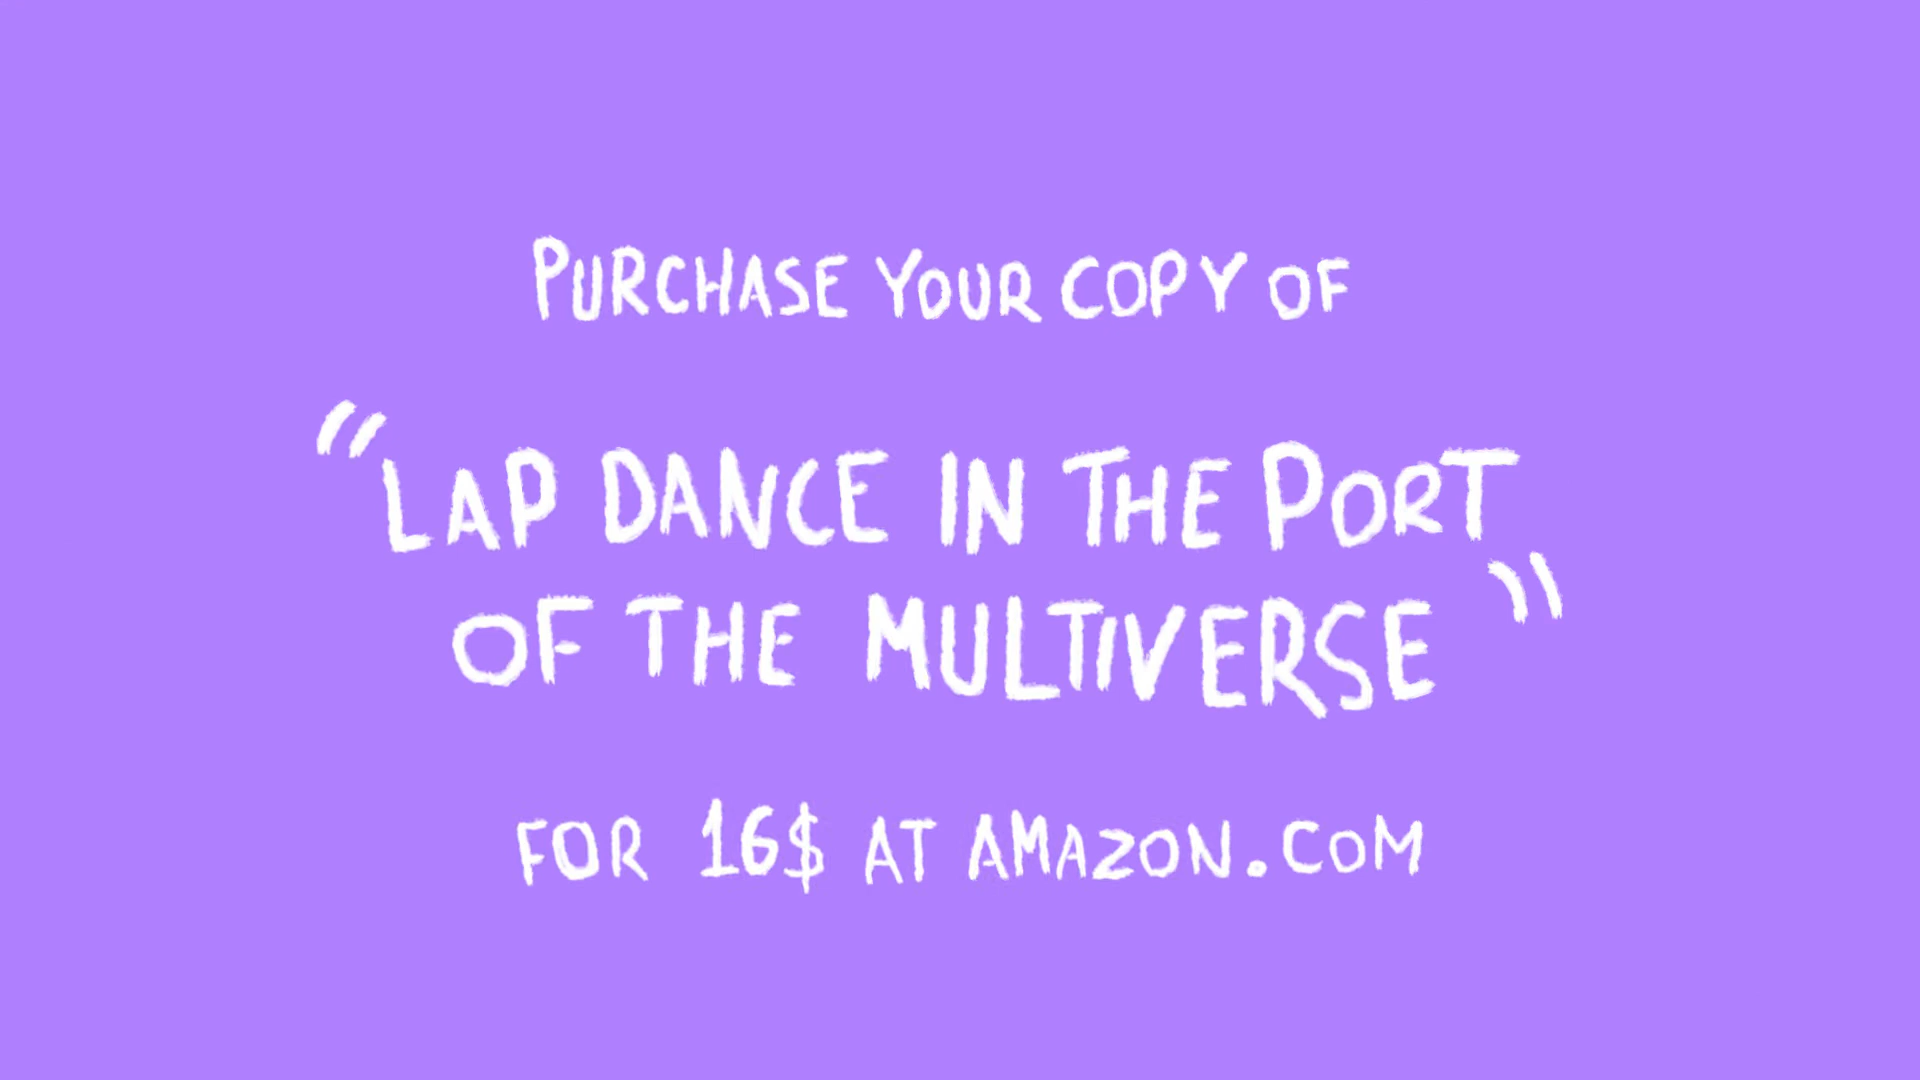 PURCHASE YOUR COPY OF
"LAP DANCE IN THE PORT
OF THE MULTIVERSE"
FOR 16$ AT AMAZON.COM